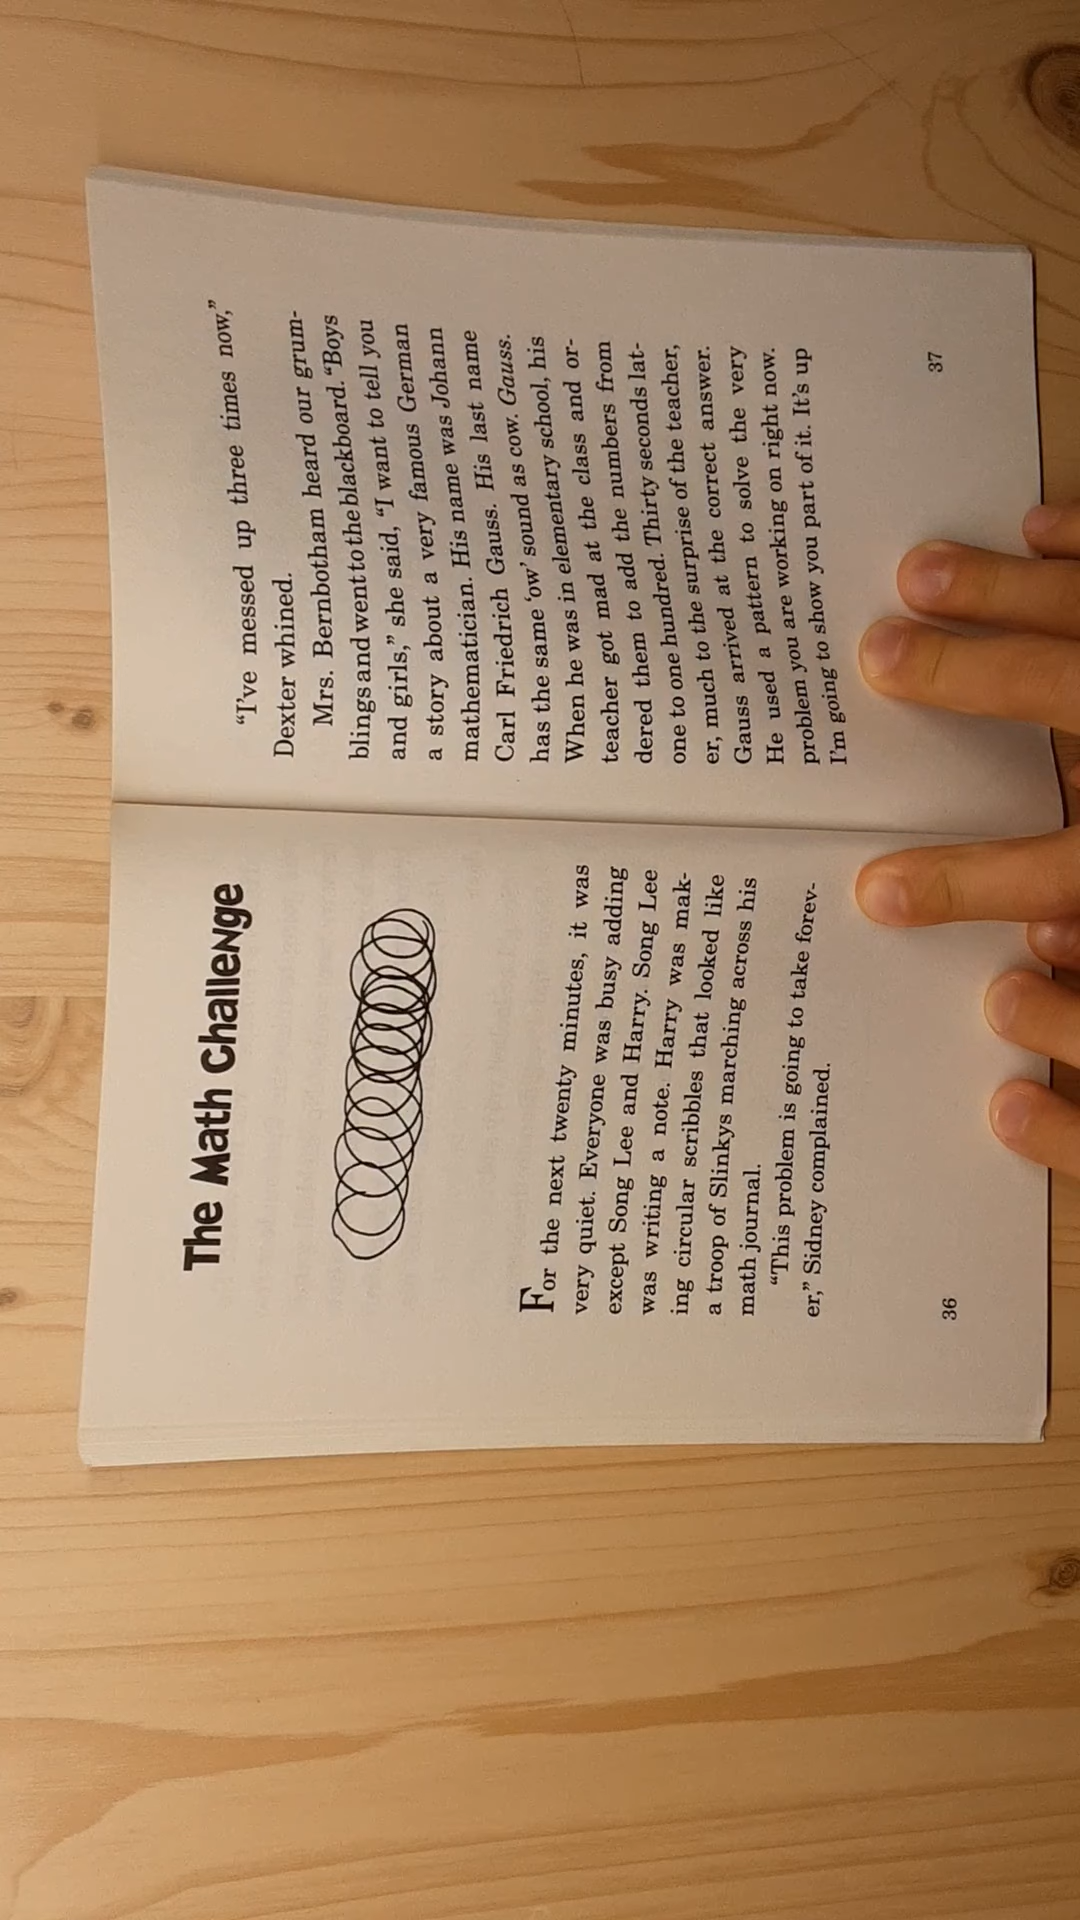 The Math Challenge
For the next twenty minutes, it was
very quiet. Everyone was busy adding
except Song Lee and Harry. Song Lee
was writing a note. Harry was mak-
ing circular scribbles that looked like
a troop of Slinkys marching across his
math journal.
“This problem is going to take forev-
er,” Sidney complained.
36
“I’ve messed up three times now,”
Dexter whined.
Mrs. Bernbotham heard our grum-
blings and went to the blackboard. “Boys
and girls,” she said, “I want to tell you
a story about a very famous German
mathematician. His name was Johann
Carl Friedrich Gauss. His last name
has the same ‘ow’ sound as cow. Gauss.
When he was in elementary school, his
teacher got mad at the class and or-
dered them to add the numbers from
one to one hundred. Thirty seconds lat-
er, much to the surprise of the teacher,
Gauss arrived at the correct answer.
He used a pattern to solve the very
problem you are working on right now.
I’m going to show you part of it. It’s up
37